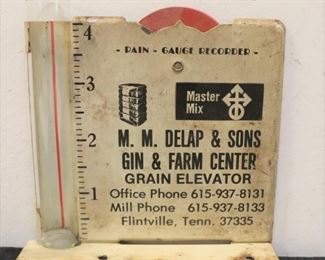 4
- RAIN - GAUGE RECORDER -
3
Master
Mix
2
M. M. DELAP & SONS
GIN & FARM CENTER
GRAIN ELEVATOR
1
Office Phone 615-937-8131
Mill Phone 615-937-8133
Flintville, Tenn. 37335